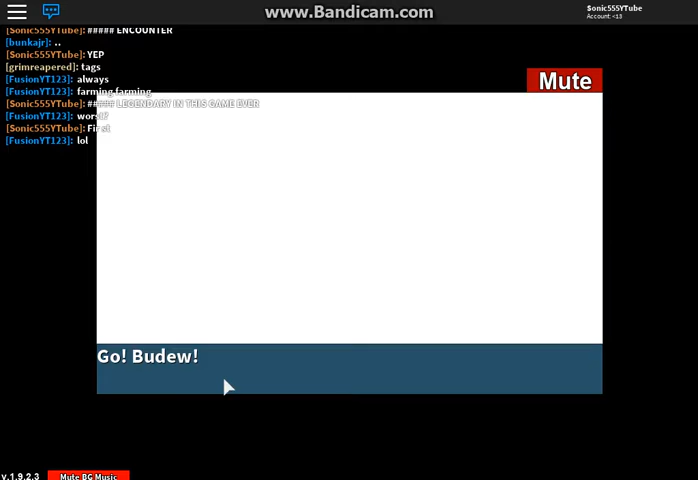 www.Bandicam.com
Sonic555YTube
Account: <13
[Sonic555YTube]: ##### ENCOUNTER
[bunkajr]: ..
[Sonic555YTube]: YEP
[grimreapered]: tags
[FusionYT123]: always
[FusionYT123]: farming,farming
[Sonic555YTube]: ##### LEGENDARY IN THIS GAME EVER
[FusionYT123]: worst?
[Sonic555YTube]: First
[FusionYT123]: lol
Mute
Go! Budew!
v.1.9.2.3
Mute BG Music